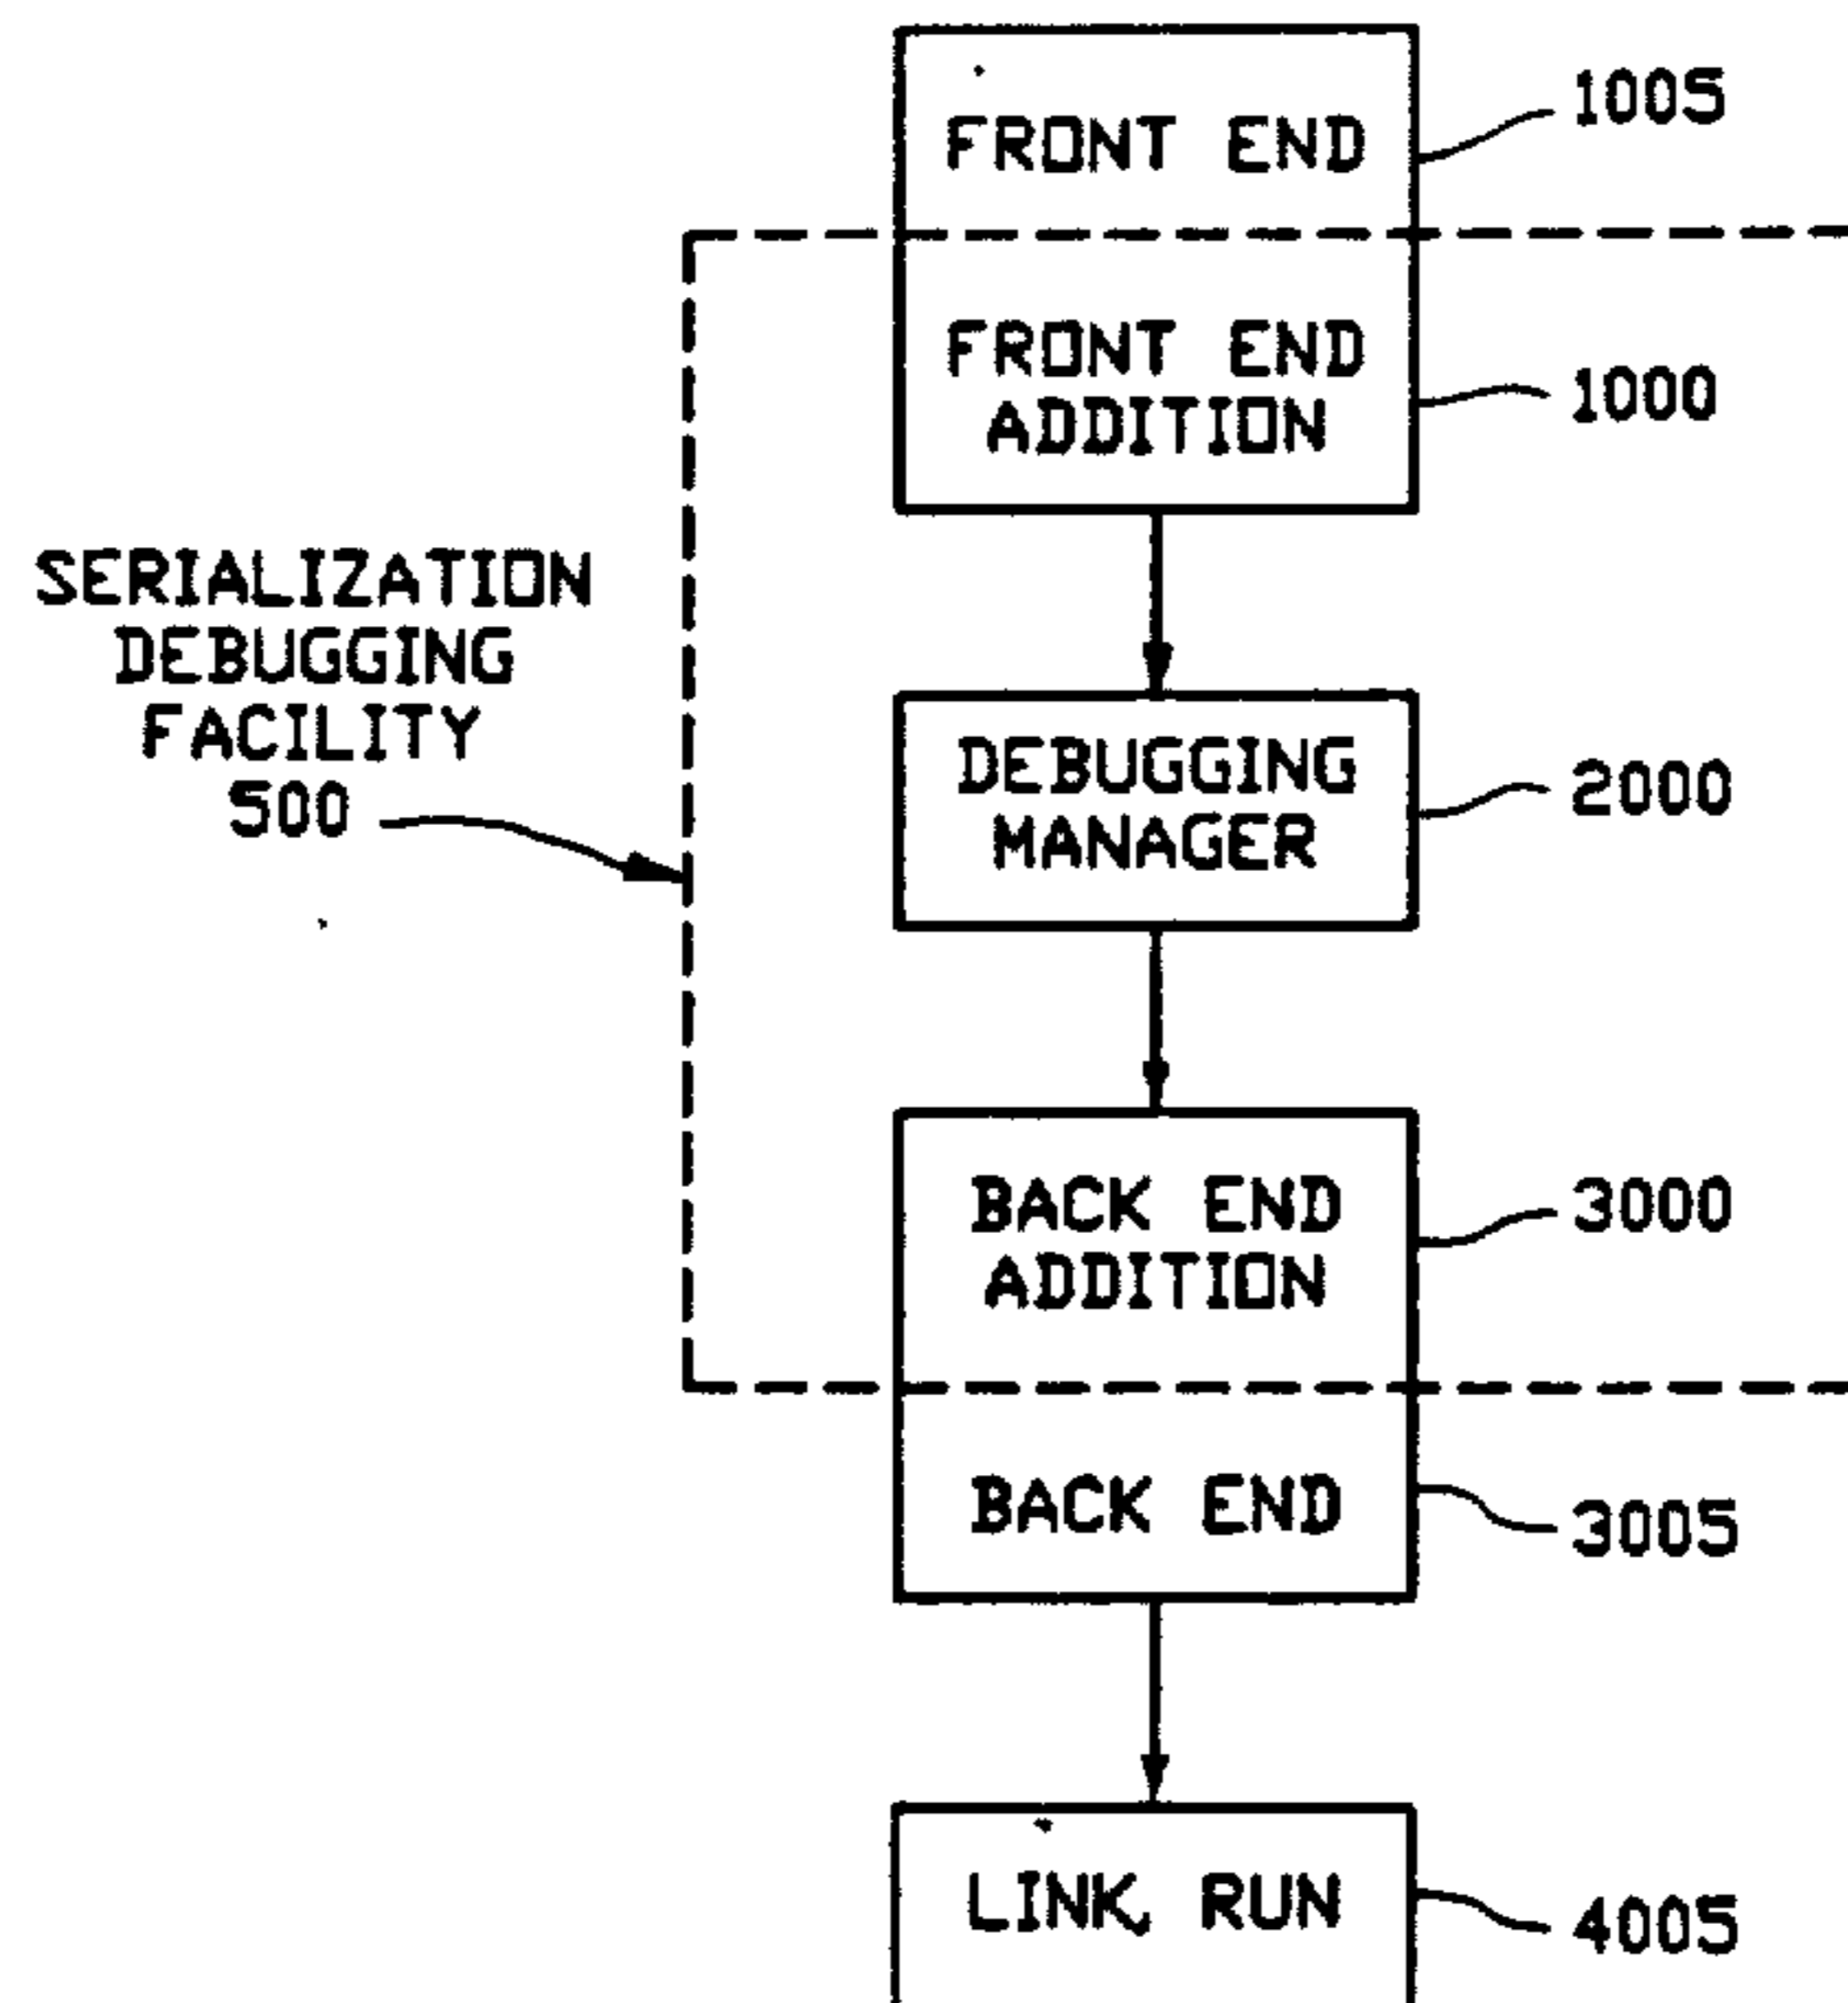 FRONT END
1005
FRONT END
ADDITION
1000
SERIALIZATION
DEBUGGING
FACILITY
500
DEBUGGING
MANAGER
2000
BACK END
ADDITION
3000
BACK END
3005
LINK RUN
4005